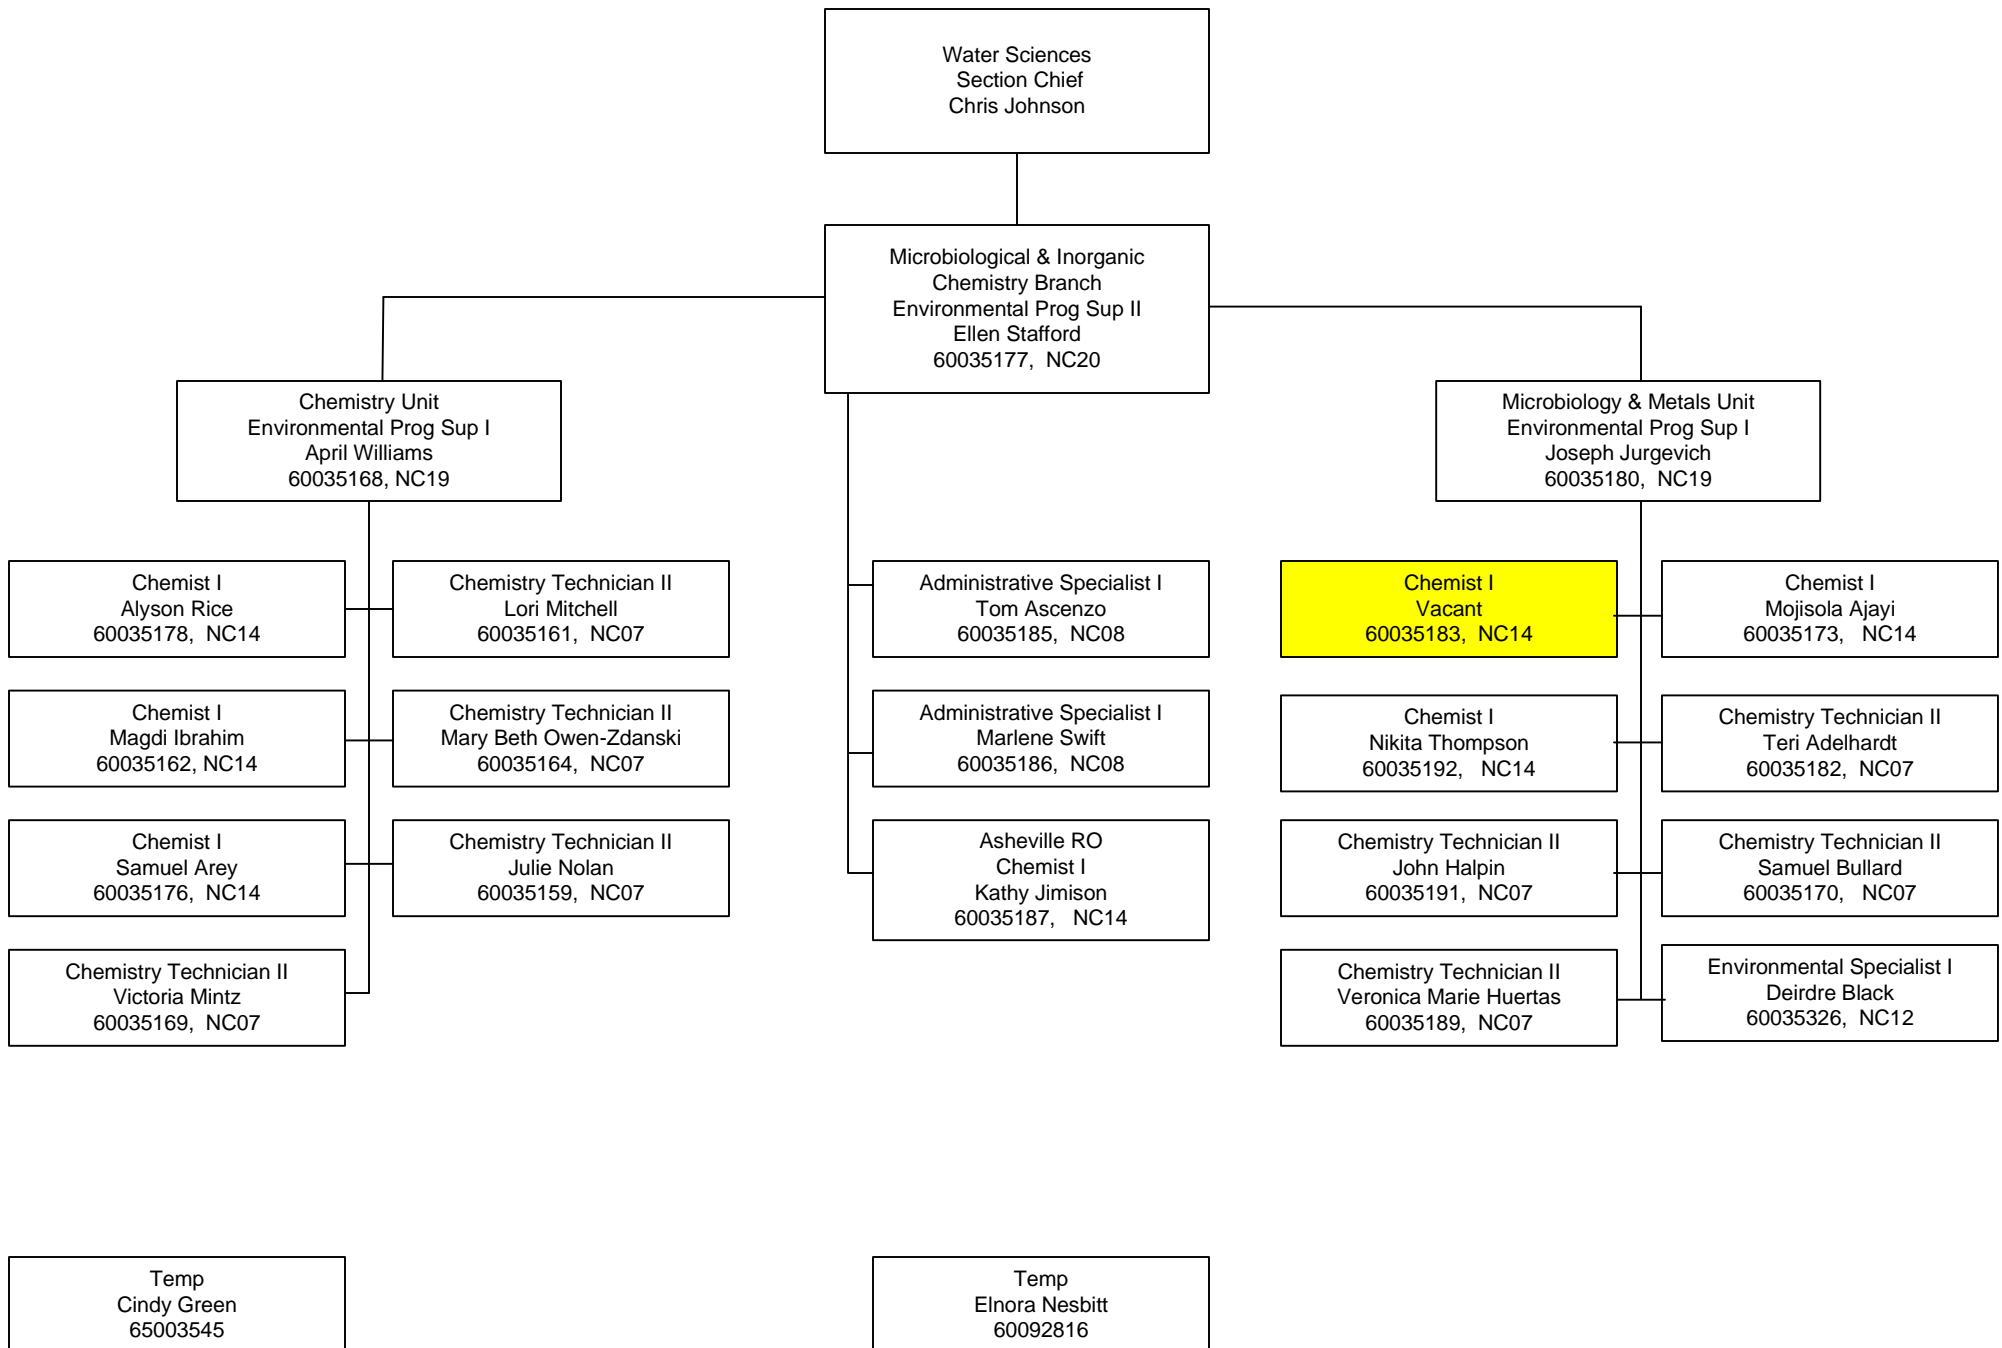 Water Sciences
Section Chief
Chris Johnson
Microbiological & Inorganic
Chemistry Branch
Environmental Prog Sup II
Ellen Stafford
60035177, NC20
Chemistry Unit
Environmental Prog Sup I
April Williams
60035168, NC19
Microbiology & Metals Unit
Environmental Prog Sup I
Joseph Jurgevich
60035180, NC19
Chemist I
Alyson Rice
60035178, NC14
Chemistry Technician II
Lori Mitchell
60035161, NC07
Administrative Specialist I
Tom Ascenzo
60035185, NC08
Chemist I
Vacant
60035183, NC14
Chemist I
Mojisola Ajayi
60035173, NC14
Chemist I
Magdi Ibrahim
60035162, NC14
Chemistry Technician II
Mary Beth Owen-Zdanski
60035164, NC07
Administrative Specialist I
Marlene Swift
60035186, NC08
Chemist I
Nikita Thompson
60035192, NC14
Chemistry Technician II
Teri Adelhardt
60035182, NC07
Chemist I
Samuel Arey
60035176, NC14
Chemistry Technician II
Julie Nolan
60035159, NC07
Asheville RO
Chemist I
Kathy Jimison
60035187, NC14
Chemistry Technician II
John Halpin
60035191, NC07
Chemistry Technician II
Samuel Bullard
60035170, NC07
Chemistry Technician II
Victoria Mintz
60035169, NC07
Chemistry Technician II
Veronica Marie Huertas
60035189, NC07
Environmental Specialist I
Deirdre Black
60035326, NC12
Temp
Cindy Green
65003545
Temp
Elnora Nesbitt
60092816